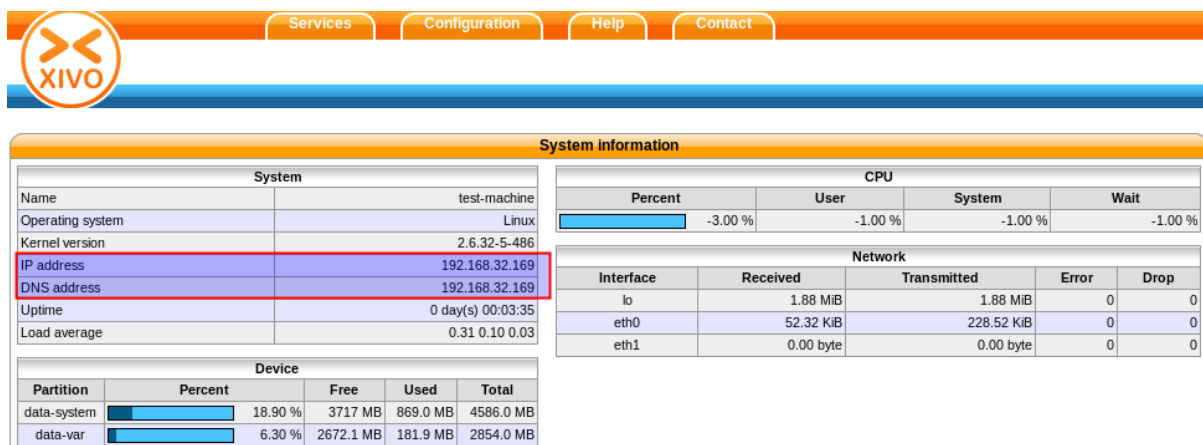 Services Configuration Help Contact
XIVO
System information
System
Name test-machine
Operating system Linux
Kernel version 2.6.32-5-486
IP address 192.168.32.169
DNS address 192.168.32.169
Uptime 0 day(s) 00:03:35
Load average 0.31 0.10 0.03
Device
Partition Percent Free Used Total
data-system 18.90 % 3717 MB 869.0 MB 4586.0 MB
data-var 6.30 % 2672.1 MB 181.9 MB 2854.0 MB
CPU
Percent User System Wait
-3.00 % -1.00 % -1.00 % -1.00 %
Network
Interface Received Transmitted Error Drop
lo 1.88 MiB 1.88 MiB 0 0
eth0 52.32 KiB 228.52 KiB 0 0
eth1 0.00 byte 0.00 byte 0 0